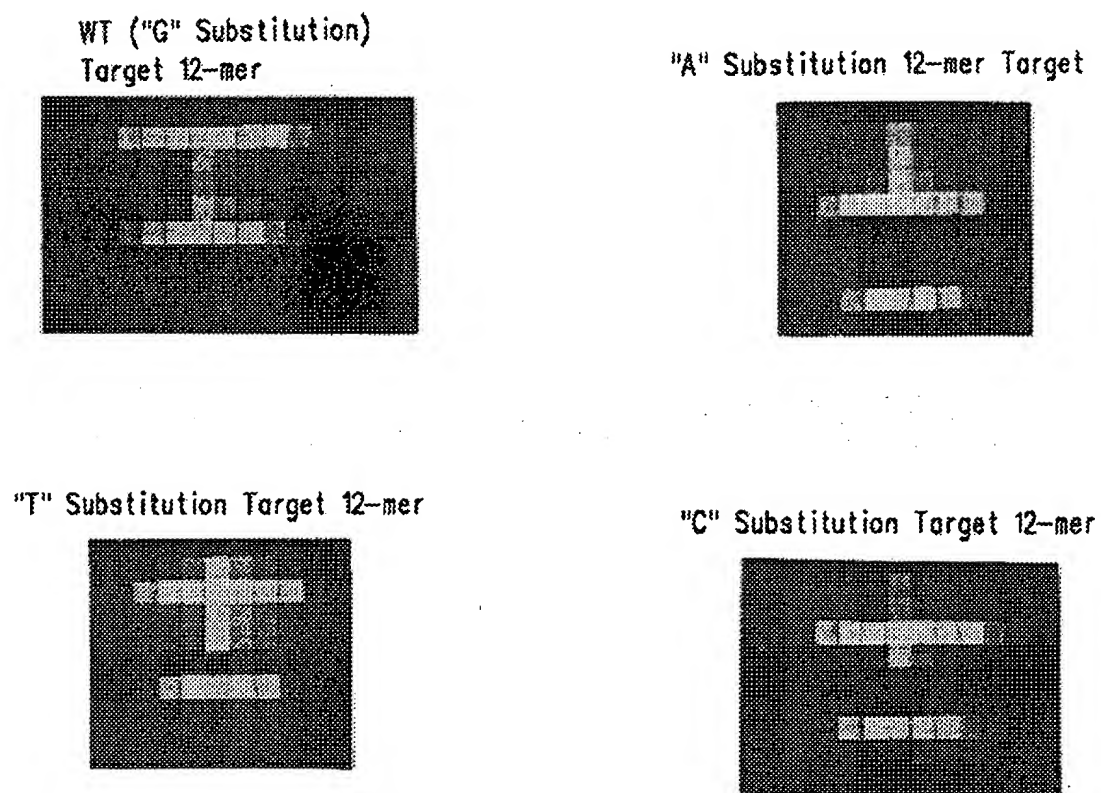 WT ("G" Substitution)
Target 12-mer
"A" Substitution 12-mer Target
"T" Substitution Target 12-mer
"C" Substitution Target 12-mer